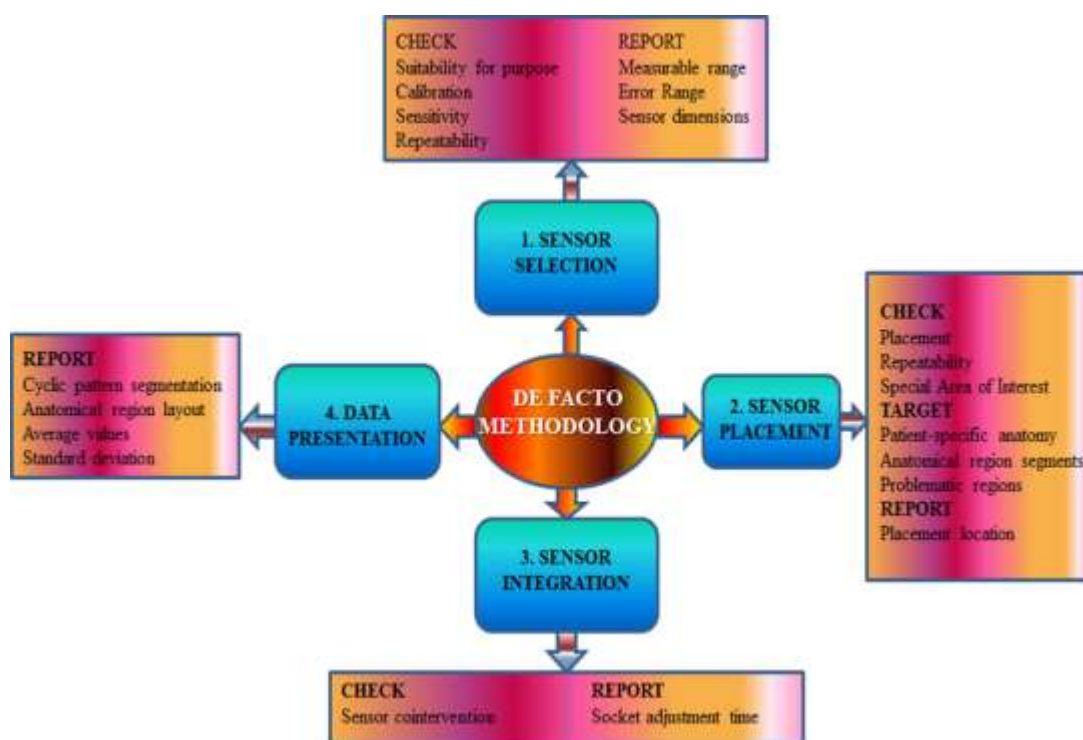 CHECK
Suitability for purpose
Calibration
Sensitivity
Repeatability
REPORT
Measurable range
Error Range
Sensor dimensions
1. SENSOR
SELECTION
CHECK
Placement
Repeatability
Special Area of Interest
TARGET
Patient-specific anatomy
Anatomical region segments
Problematic regions
REPORT
Placement location
REPORT
Cyclic pattern segmentation
Anatomical region layout
Average values
Standard deviation
4. DATA
PRESENTATION
DE FACTO
METHODOLOGY
2. SENSOR
PLACEMENT
3. SENSOR
INTEGRATION
CHECK
Sensor cointervention
REPORT
Socket adjustment time